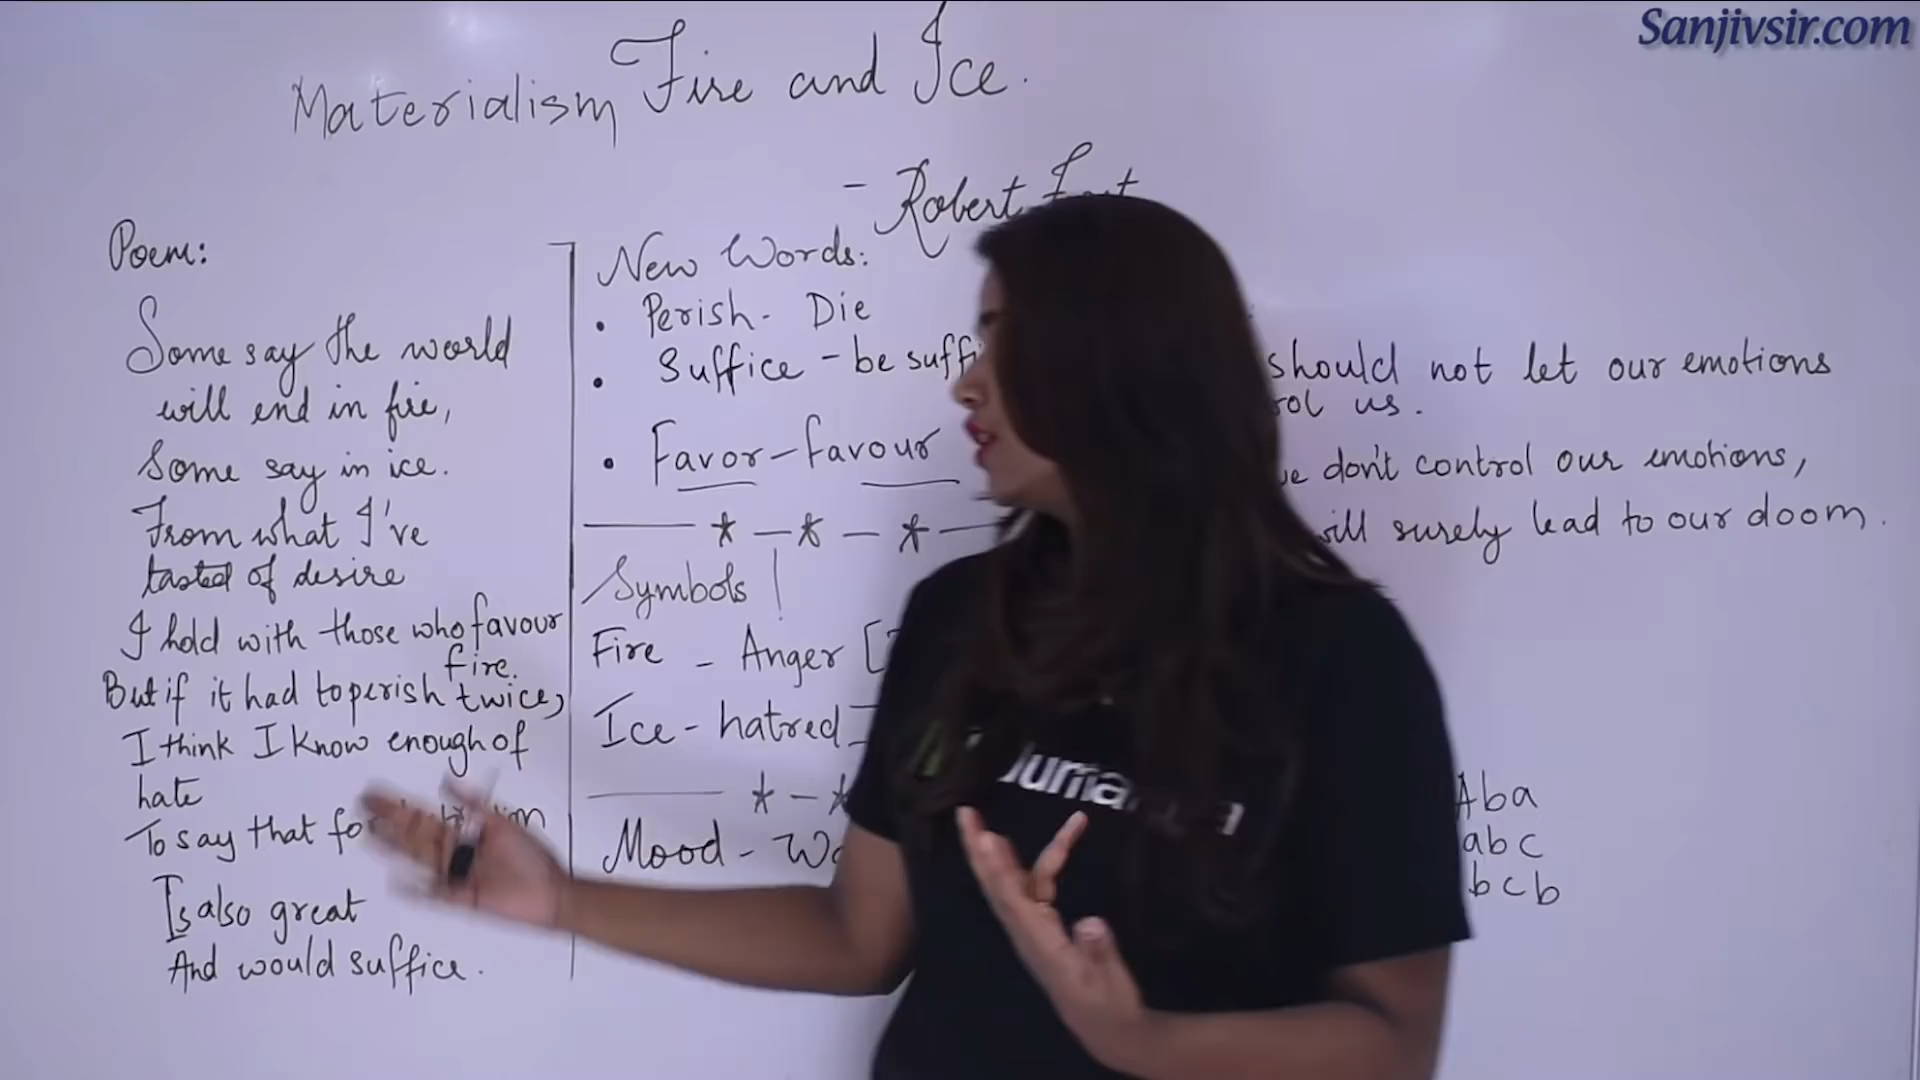 Sanjivsir.com
Materialism Fire and Ice.
- Robert
Poem:
Some say the world
will end in fire,
Some say in ice.
From what I've
tasted of desire
I hold with those who favour
fire.
But if it had to perish twice,
I think I know enough of
hate
To say that
Is also great
And would suffice.
New Words:
• Perish - Die
• Suffice - be
• Favor - favour
Symbols
Fire - Anger [
Ice - hatred
Mood -
should not let our emotions
us.
don't control our emotions,
surely lead to our doom.
Aba
abc
bcb